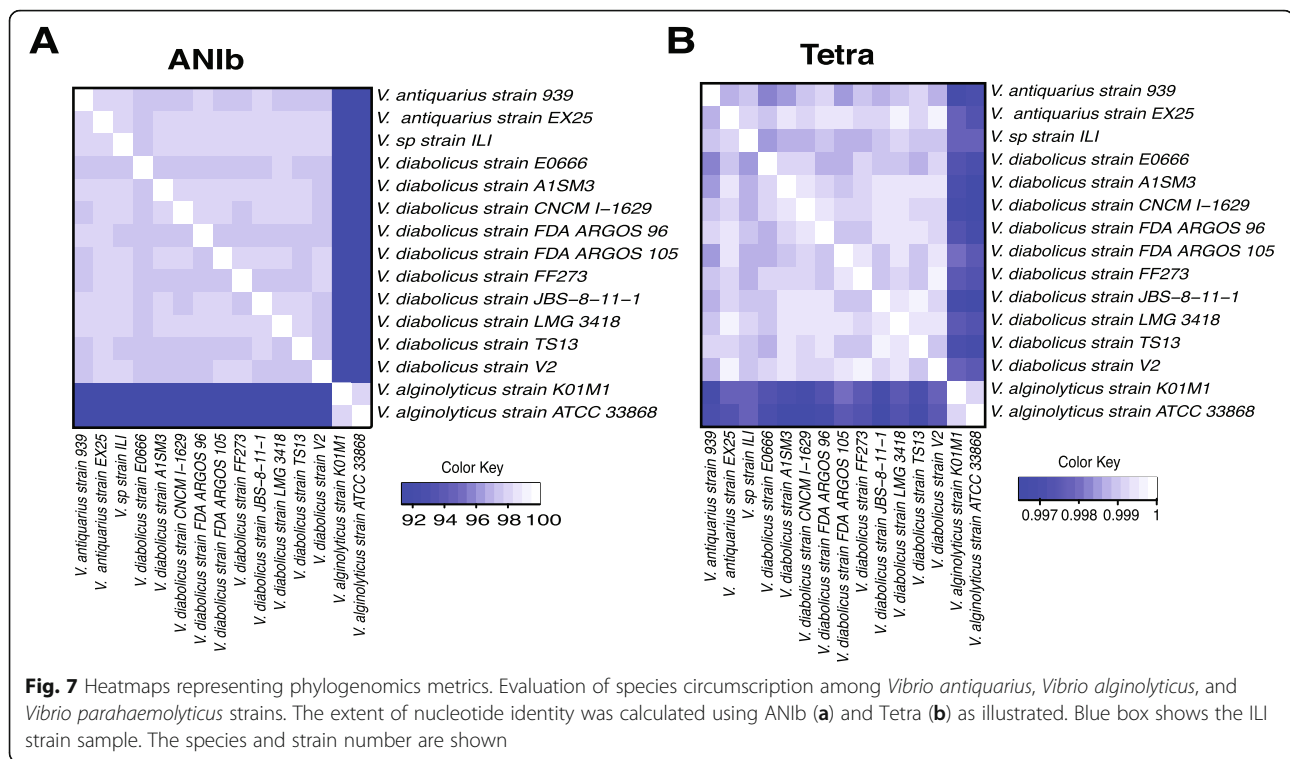 A
ANIb
V. antiquarius strain 939
V. antiquarius strain EX25
V. sp strain ILI
V. diabolicus strain E0666
V. diabolicus strain A1SM3
V. diabolicus strain CNCM I−1629
V. diabolicus strain FDA ARGOS 96
V. diabolicus strain FDA ARGOS 105
V. diabolicus strain FF273
V. diabolicus strain JBS−8−11−1
V. diabolicus strain LMG 3418
V. diabolicus strain TS13
V. diabolicus strain V2
V. alginolyticus strain K01M1
V. alginolyticus strain ATCC 33868
V. antiquarius strain 939
V. antiquarius strain EX25
V. sp strain ILI
V. diabolicus strain E0666
V. diabolicus strain A1SM3
V. diabolicus strain CNCM I−1629
V. diabolicus strain FDA ARGOS 96
V. diabolicus strain FDA ARGOS 105
V. diabolicus strain FF273
V. diabolicus strain JBS−8−11−1
V. diabolicus strain LMG 3418
V. diabolicus strain TS13
V. diabolicus strain V2
V. alginolyticus strain K01M1
V. alginolyticus strain ATCC 33868
Color Key
92 94 96 98 100
B
Tetra
V. antiquarius strain 939
V. antiquarius strain EX25
V. sp strain ILI
V. diabolicus strain E0666
V. diabolicus strain A1SM3
V. diabolicus strain CNCM I−1629
V. diabolicus strain FDA ARGOS 96
V. diabolicus strain FDA ARGOS 105
V. diabolicus strain FF273
V. diabolicus strain JBS−8−11−1
V. diabolicus strain LMG 3418
V. diabolicus strain TS13
V. diabolicus strain V2
V. alginolyticus strain K01M1
V. alginolyticus strain ATCC 33868
V. antiquarius strain 939
V. antiquarius strain EX25
V. sp strain ILI
V. diabolicus strain E0666
V. diabolicus strain A1SM3
V. diabolicus strain CNCM I−1629
V. diabolicus strain FDA ARGOS 96
V. diabolicus strain FDA ARGOS 105
V. diabolicus strain FF273
V. diabolicus strain JBS−8−11−1
V. diabolicus strain LMG 3418
V. diabolicus strain TS13
V. diabolicus strain V2
V. alginolyticus strain K01M1
V. alginolyticus strain ATCC 33868
Color Key
0.997 0.998 0.999 1
Fig. 7 Heatmaps representing phylogenomics metrics. Evaluation of species circumscription among Vibrio antiquarius, Vibrio alginolyticus, and
Vibrio parahaemolyticus strains. The extent of nucleotide identity was calculated using ANIb (a) and Tetra (b) as illustrated. Blue box shows the ILI
strain sample. The species and strain number are shown